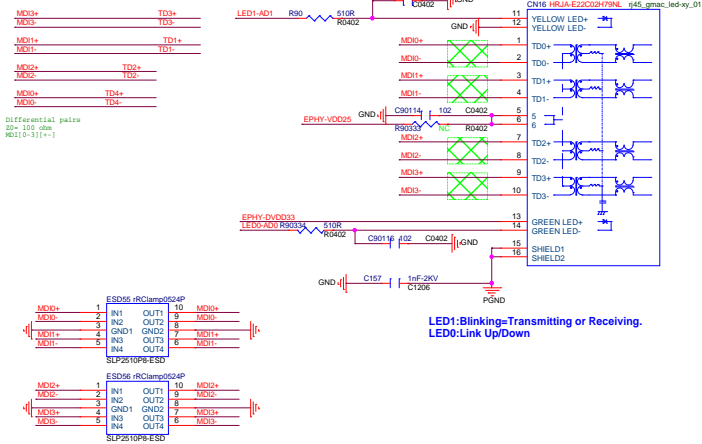 CN16 HRJA-E22C02H79NL rj45_gmac_led-xy_01
MDI3+ TD3+
MDI3- TD3-
MDI1+ TD1+
MDI1- TD1-
MDI2+ TD2+
MDI2- TD2-
MDI0+ TD4+
MDI0- TD4-
Differential pairs
Z0= 100 ohm
MDI[0-3][+-]
C0402 GND
LED1-AD1 R90 510R
R0402
GND
11 YELLOW LED+
12 YELLOW LED-
MDI0+ 1 TD0+
MDI0- 2 TD0-
MDI1+ 3 TD1+
MDI1- 4 TD1-
GND C90114 102 C0402 5 5
EPHY-VDD25 R90333 NC R0402 6 6
MDI2+ 7 TD2+
MDI2- 8 TD2-
MDI3+ 9 TD3+
MDI3- 10 TD3-
EPHY-DVDD33 13 GREEN LED+
LED0-AD0 R90334 510R 14 GREEN LED-
R0402
C90116 102 C0402 GND
15 SHIELD1
16 SHIELD2
GND C157 1nF-2KV
C1206
PGND
LED1:Blinking=Transmitting or Receiving.
LED0:Link Up/Down
ESD55 rRClamp0524P
MDI0+ 1 IN1 OUT1 10 MDI0+
MDI0- 2 IN2 OUT2 9 MDI0-
3 GND1 GND2 8
MDI1+ 4 IN3 OUT3 7 MDI1+
MDI1- 5 IN4 OUT4 6 MDI1-
SLP2510P8-ESD
ESD56 rRClamp0524P
MDI2+ 1 IN1 OUT1 10 MDI2+
MDI2- 2 IN2 OUT2 9 MDI2-
3 GND1 GND2 8
MDI3+ 4 IN3 OUT3 7 MDI3+
MDI3- 5 IN4 OUT4 6 MDI3-
SLP2510P8-ESD